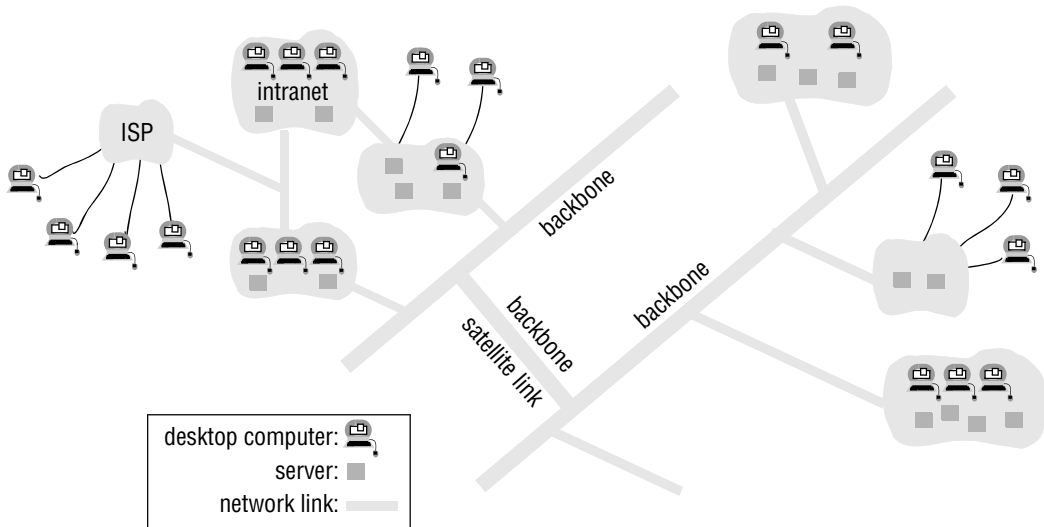 intranet
ISP
backbone
backbone
backbone
satellite link
desktop computer:
server:
network link: